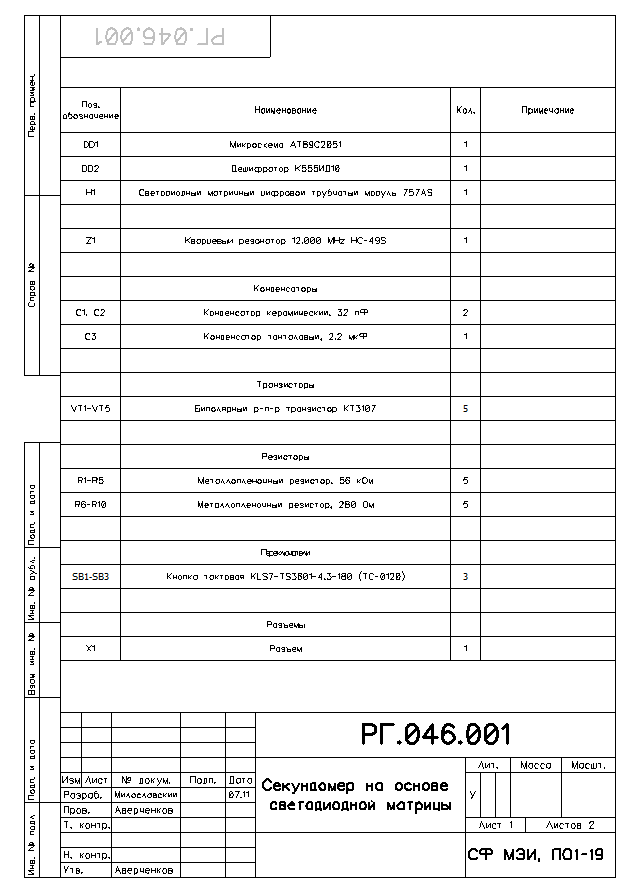 РГ.046.001
Перв. примен.
Поз. обозначение Наименование Кол. Примечание
DD1 Микросхема AT89C2051 1
DD2 Дешифратор К555ИД10 1
H1 Светодиодный матричный цифровой трубчатый модуль 757AS 1
Справ №
Z1 Кварцевым резонатор 12.000 MHz HC-49S 1
Конденсаторы
C1, C2 Конденсатор керамический, 32 пФ 2
C3 Конденсатор танталовый, 2.2 мкФ 1
Транзисторы
VT1-VT5 Биполярный p-n-p транзистор КТ3107 5
Резисторы
R1-R5 Металлопленочный резистор, 56 кОм 5
R6-R10 Металлопленочный резистор, 280 Ом 5
Подп. и дата
Переключатели
SB1-SB3 Кнопка тактовая KLS7-TS3601-4.3-180 (TC-0120) 3
Инв. № дубл.
Разъемы
X1 Разъем 1
Взам инв. №
Подп. и дата
Инв. № подл
РГ.046.001
Изм Лист № докум. Подп. Дата
Разраб. Милославский 07.11
Пров. Аверченков
Т. контр.
Н. контр.
Утв. Аверченков
Секундомер на основе
светадиодной матрицы
Лит. Масса Масшт.
У
Лист 1 Листов 2
СФ МЭИ, ПО1-19